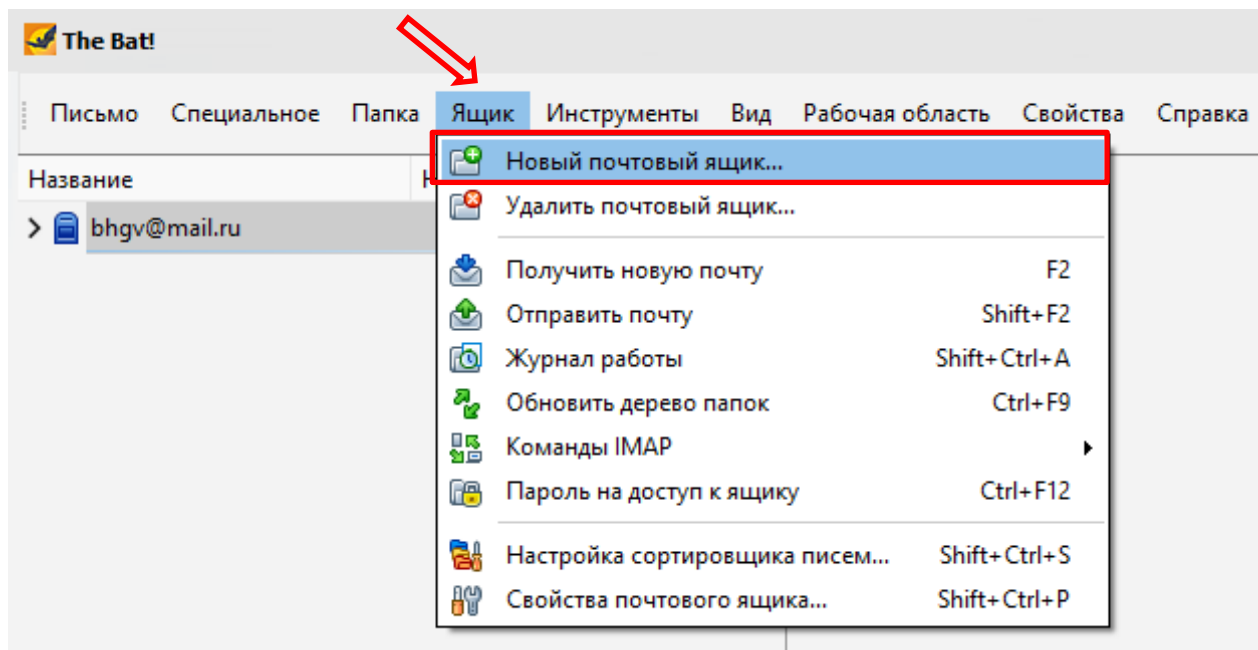 The Bat!
Письмо Специальное Папка Ящик Инструменты Вид Рабочая область Свойства Справка
Название
bhgv@mail.ru
Новый почтовый ящик...
Удалить почтовый ящик...
Получить новую почту F2
Отправить почту Shift+F2
Журнал работы Shift+Ctrl+A
Обновить дерево папок Ctrl+F9
Команды IMAP
Пароль на доступ к ящику Ctrl+F12
Настройка сортировщика писем... Shift+Ctrl+S
Свойства почтового ящика... Shift+Ctrl+P